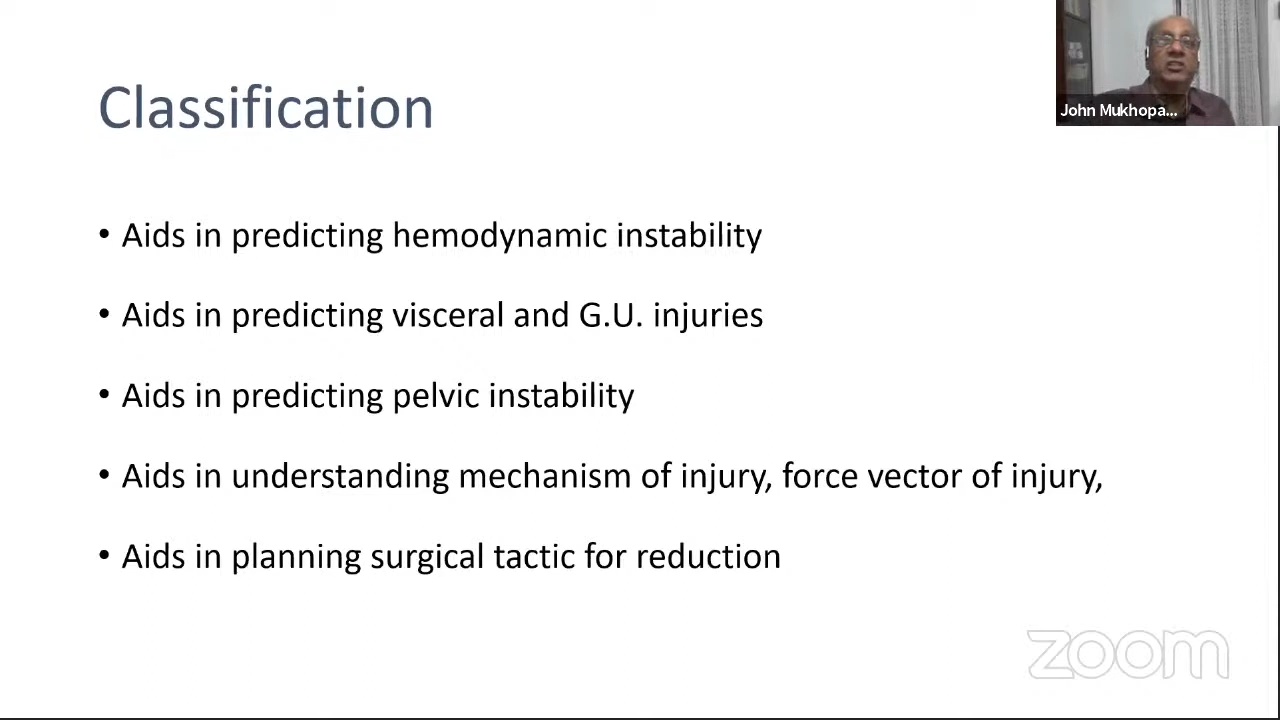 Classification
John Mukhopa...
• Aids in predicting hemodynamic instability
• Aids in predicting visceral and G.U. injuries
• Aids in predicting pelvic instability
• Aids in understanding mechanism of injury, force vector of injury,
• Aids in planning surgical tactic for reduction
zoom